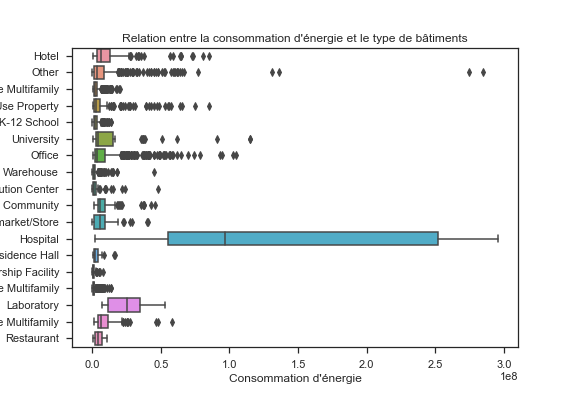 Relation entre la consommation d'énergie et le type de bâtiments
Hotel
Other
e Multifamily
Use Property
K-12 School
University
Office
Warehouse
ution Center
Community
market/Store
Hospital
sidence Hall
rship Facility
e Multifamily
Laboratory
e Multifamily
Restaurant
0.0 0.5 1.0 1.5 2.0 2.5 3.0
1e8
Consommation d'énergie